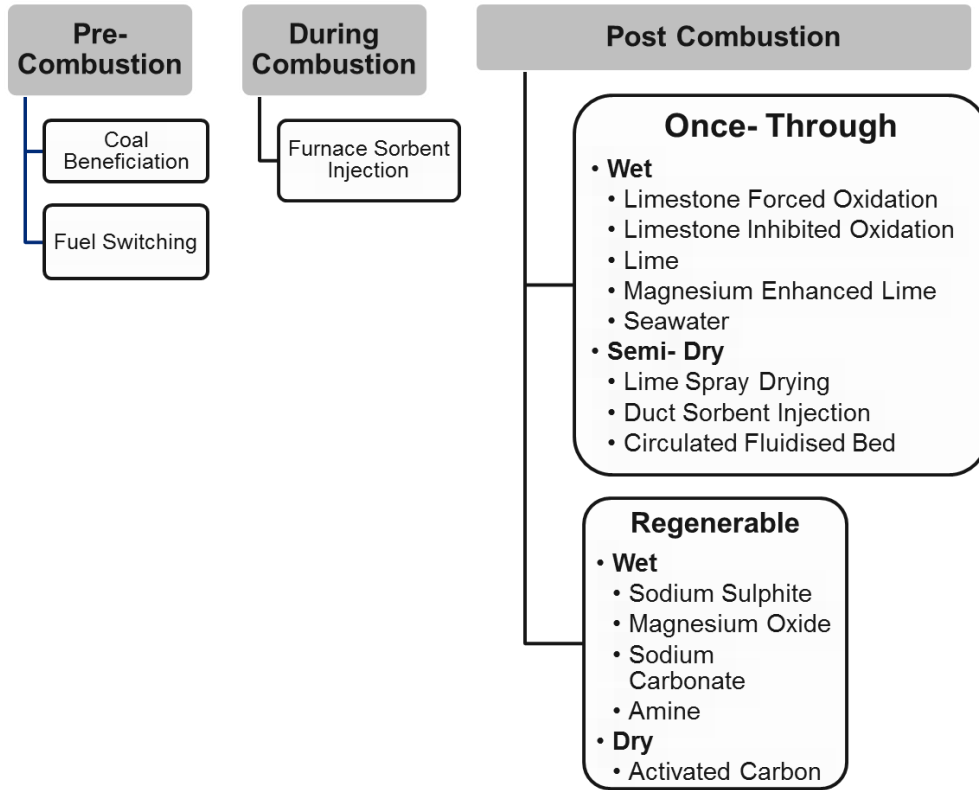 Pre-
Combustion
Coal
Beneficiation
Fuel Switching
During
Combustion
Furnace Sorbent
Injection
Post Combustion
Once- Through
• Wet
• Limestone Forced Oxidation
• Limestone Inhibited Oxidation
• Lime
• Magnesium Enhanced Lime
• Seawater
• Semi- Dry
• Lime Spray Drying
• Duct Sorbent Injection
• Circulated Fluidised Bed
Regenerable
• Wet
• Sodium Sulphite
• Magnesium Oxide
• Sodium
Carbonate
• Amine
• Dry
• Activated Carbon